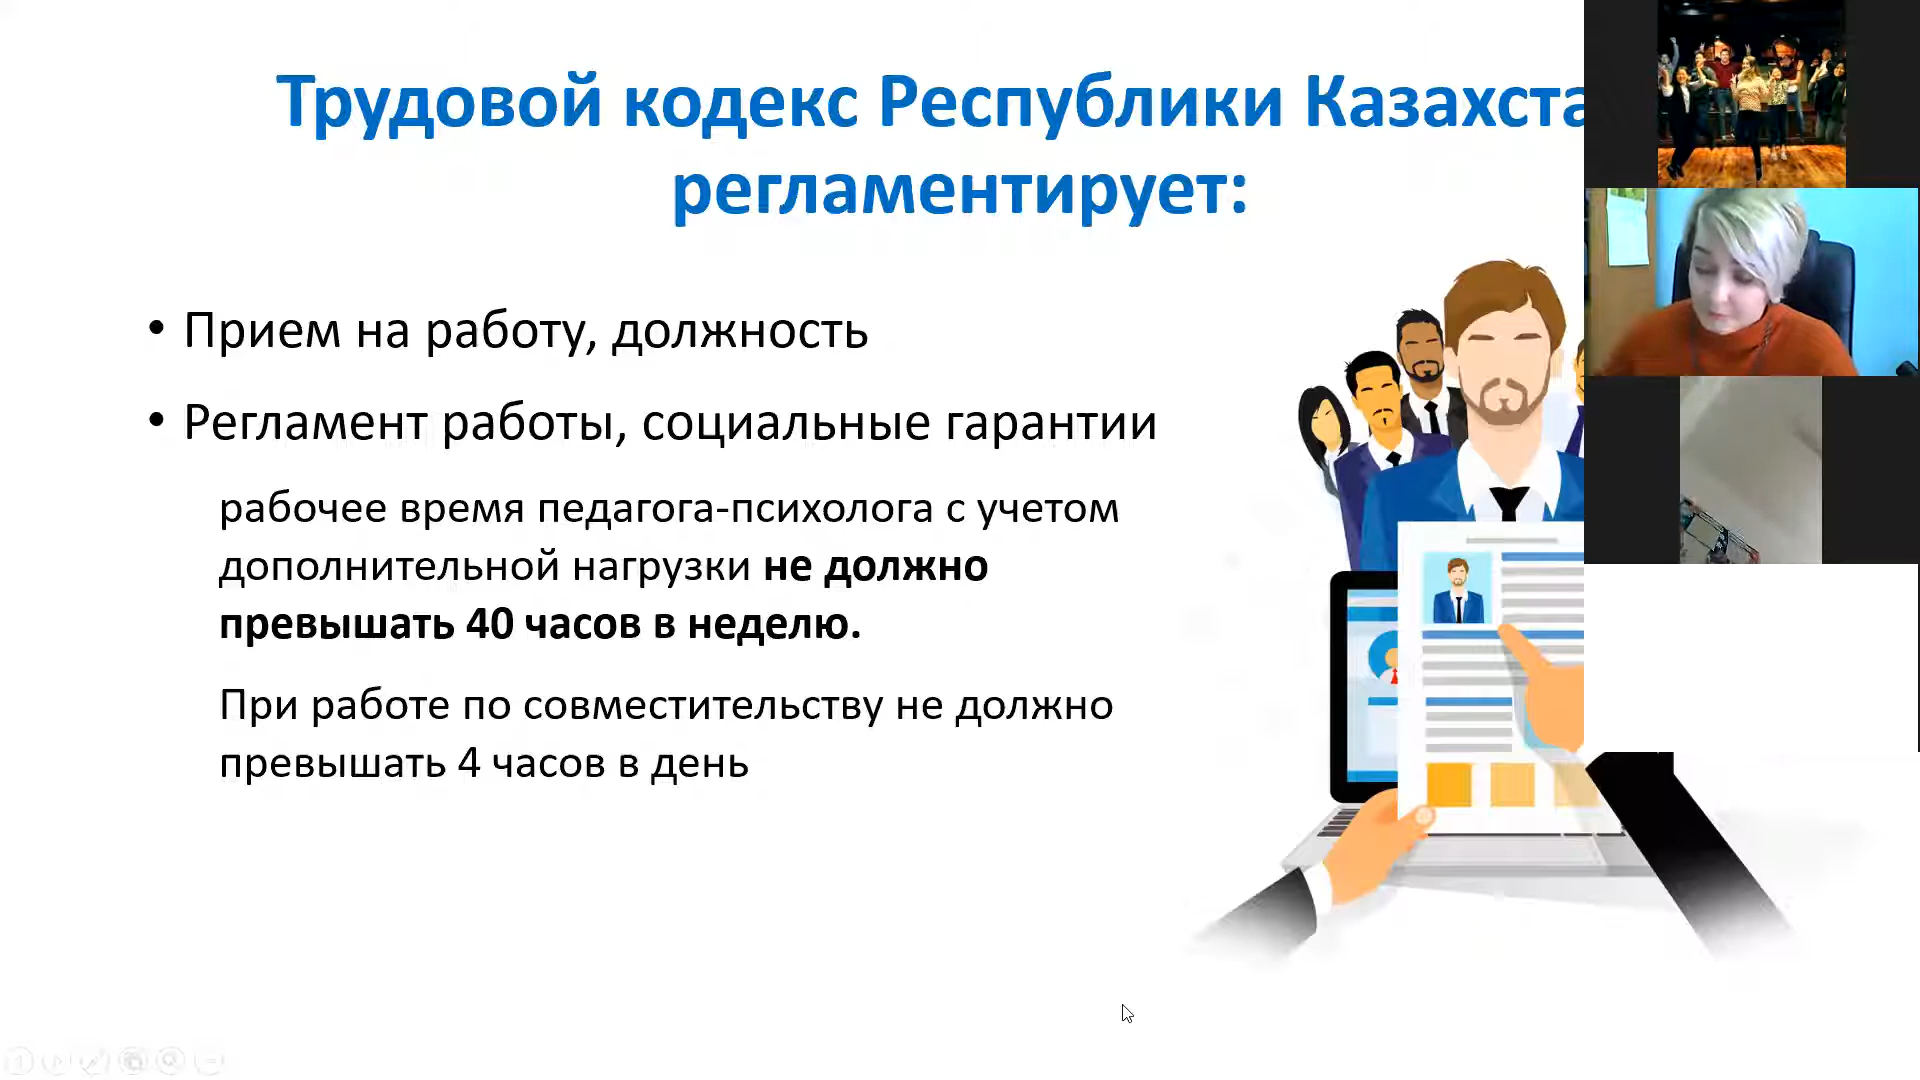 Трудовой кодекс Республики Казахста
регламентирует:
• Прием на работу, должность
• Регламент работы, социальные гарантии
рабочее время педагога-психолога с учетом
дополнительной нагрузки не должно
превышать 40 часов в неделю.
При работе по совместительству не должно
превышать 4 часов в день